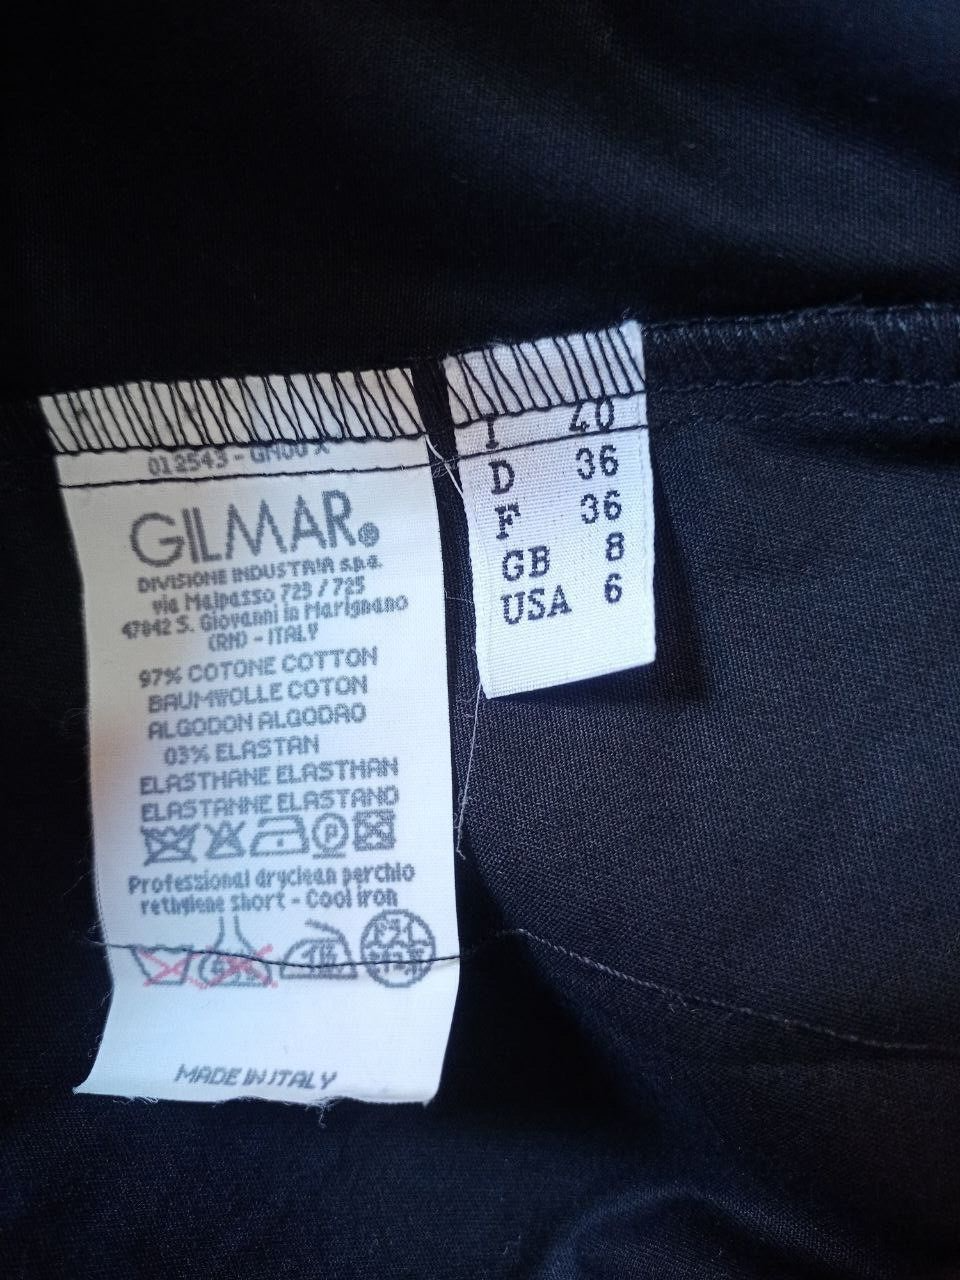 012543 - GM00 X
GILMAR®
DIVISIONE INDUSTRIA s.p.a.
via Malpasso 723 / 725
47842 S. Giovanni in Marignano
(RN) - ITALY
97% COTONE COTTON
BAUMWOLLE COTON
ALGODON ALGODAO
03% ELASTAN
ELASTHANE ELASTHAN
ELASTANNE ELASTANO
P
Professional dryclean perchlo
rethylene short - Cool iron
MADE IN ITALY
I 40
D 36
F 36
GB 8
USA 6